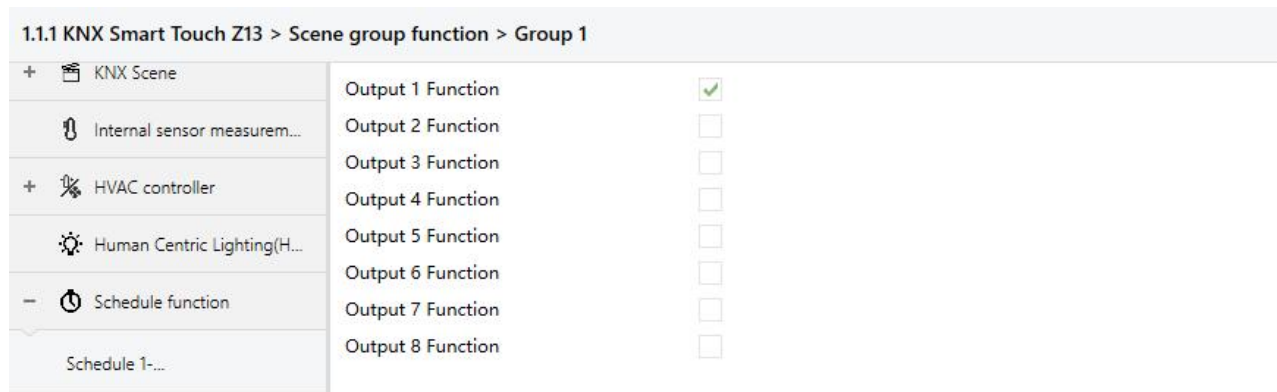 1.1.1 KNX Smart Touch Z13 > Scene group function > Group 1
+ KNX Scene
Internal sensor measurem...
+ HVAC controller
Human Centric Lighting(H...
− Schedule function
Schedule 1-...
Output 1 Function
Output 2 Function
Output 3 Function
Output 4 Function
Output 5 Function
Output 6 Function
Output 7 Function
Output 8 Function